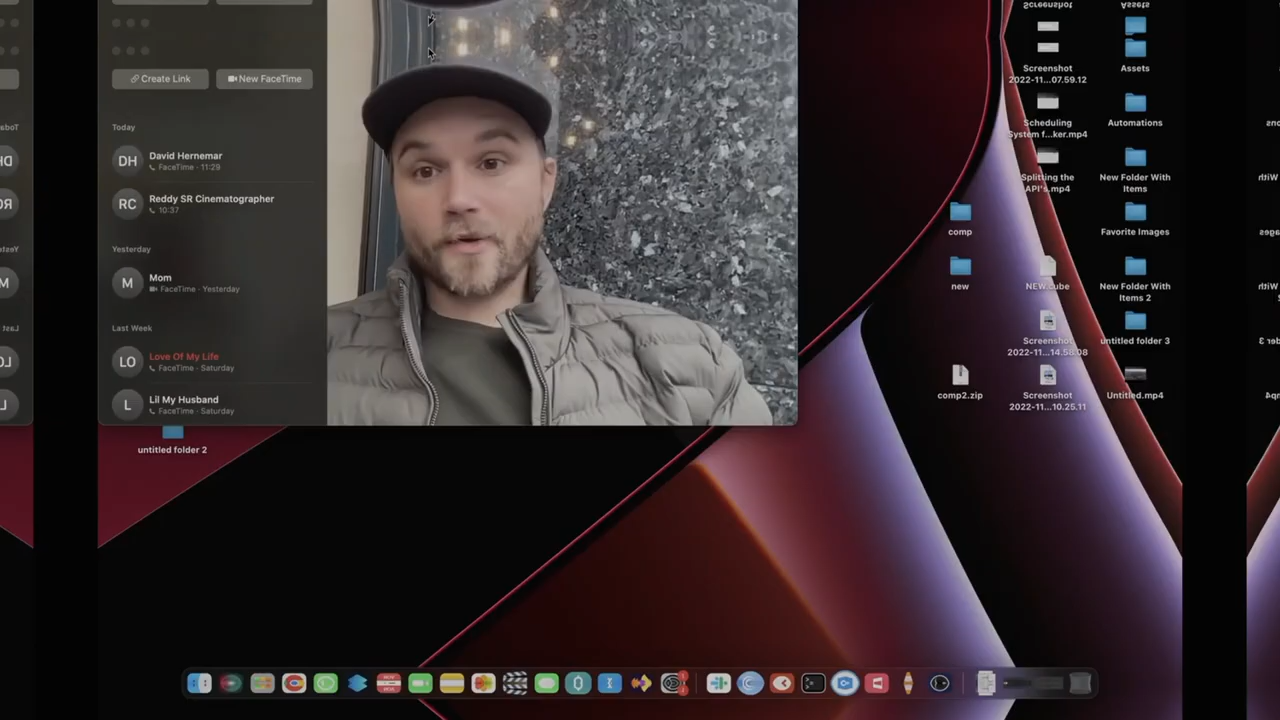 Create Link
New FaceTime
Today
DH
David Hernemar
FaceTime · 11:29
RC
Reddy SR Cinematographer
10:37
Yesterday
M
Mom
FaceTime · Yesterday
Last Week
LO
Love Of My Life
FaceTime · Saturday
L
Lil My Husband
FaceTime · Saturday
untitled folder 2
Screenshot
2022-11...07.59.12
Assets
Scheduling
System f...ker.mp4
Automations
Splitting the
API's.mp4
New Folder With
Items
comp
Favorite Images
new
NEW.cube
New Folder With
Items 2
Screenshot
2022-11...14.58.08
untitled folder 3
comp2.zip
Screenshot
2022-11...10.25.11
Untitled.mp4